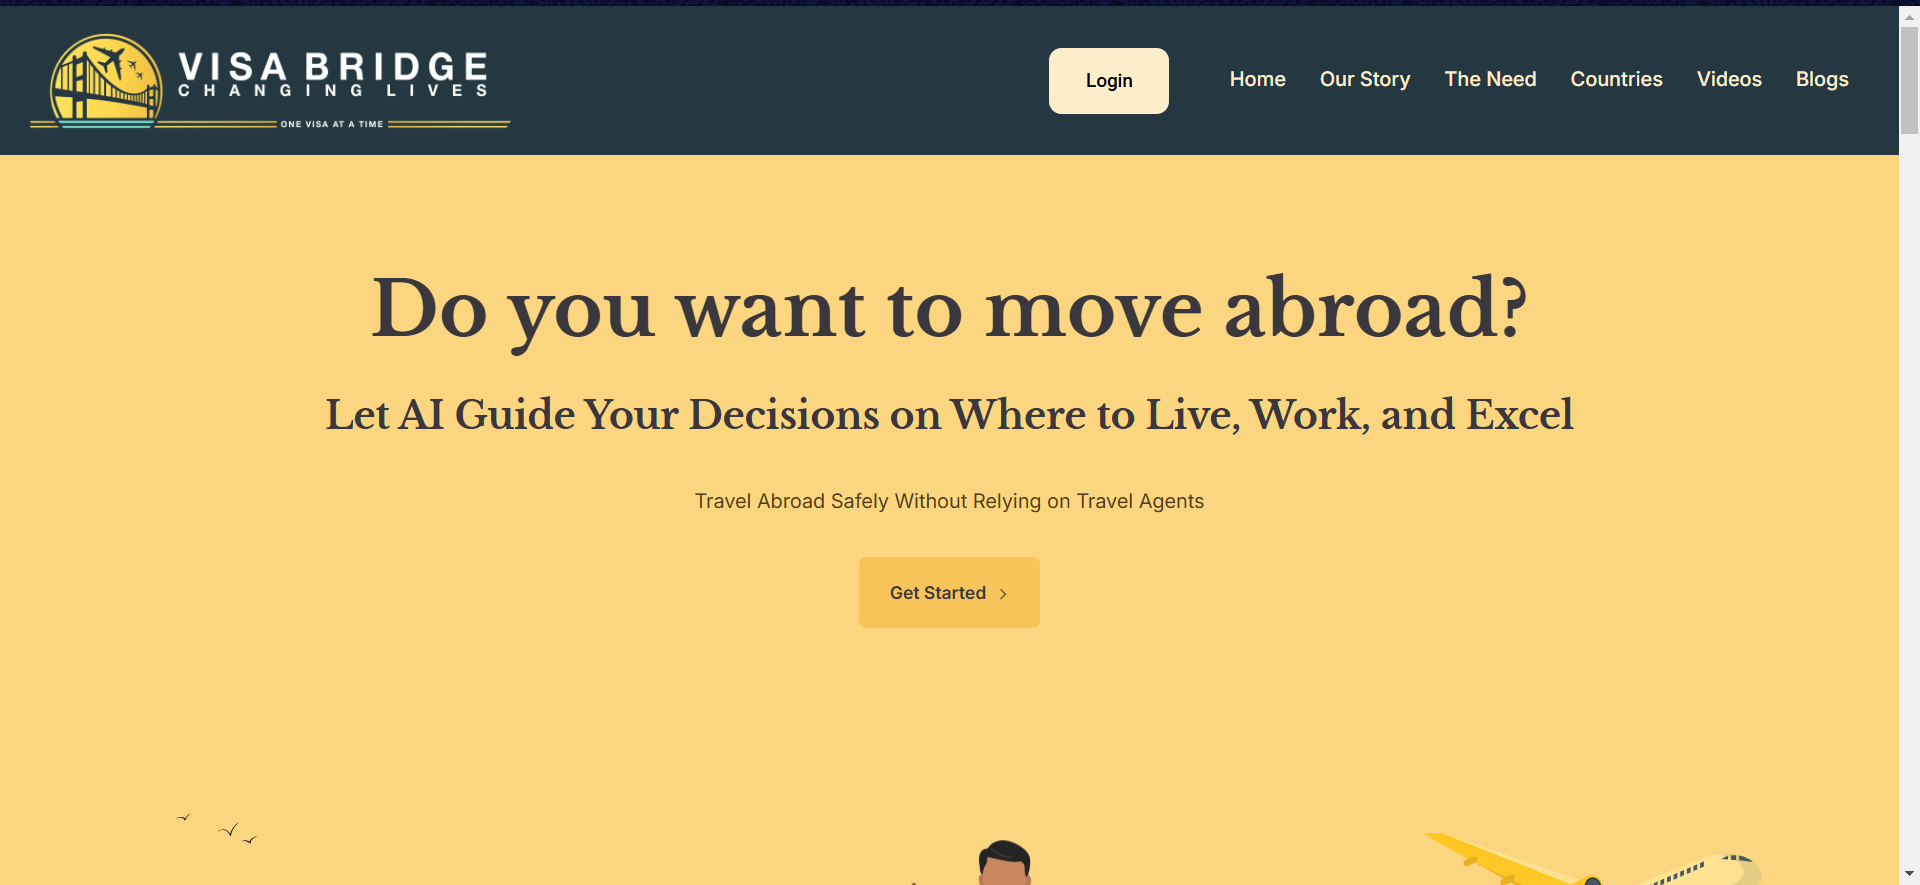 VISA BRIDGE
CHANGING LIVES
ONE VISA AT A TIME
Login
Home
Our Story
The Need
Countries
Videos
Blogs
Do you want to move abroad?
Let AI Guide Your Decisions on Where to Live, Work, and Excel
Travel Abroad Safely Without Relying on Travel Agents
Get Started